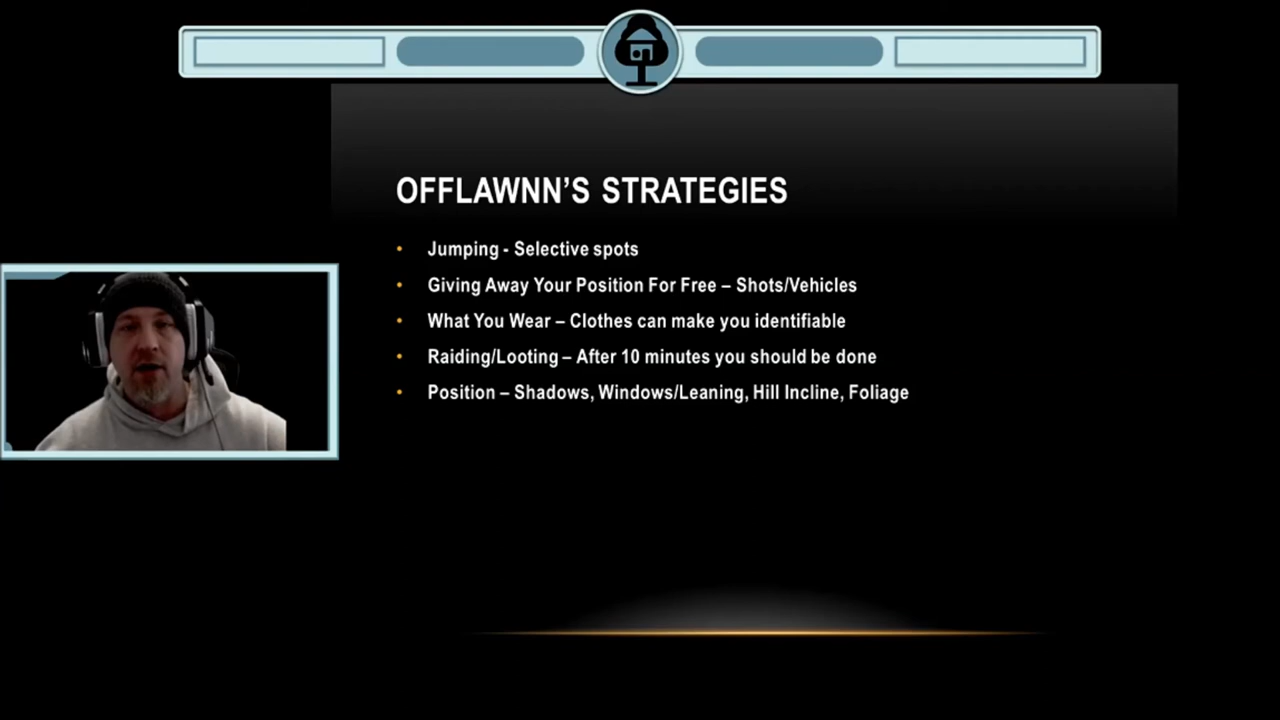 OFFLAWNN'S STRATEGIES
• Jumping - Selective spots
• Giving Away Your Position For Free – Shots/Vehicles
• What You Wear – Clothes can make you identifiable
• Raiding/Looting – After 10 minutes you should be done
• Position – Shadows, Windows/Leaning, Hill Incline, Foliage